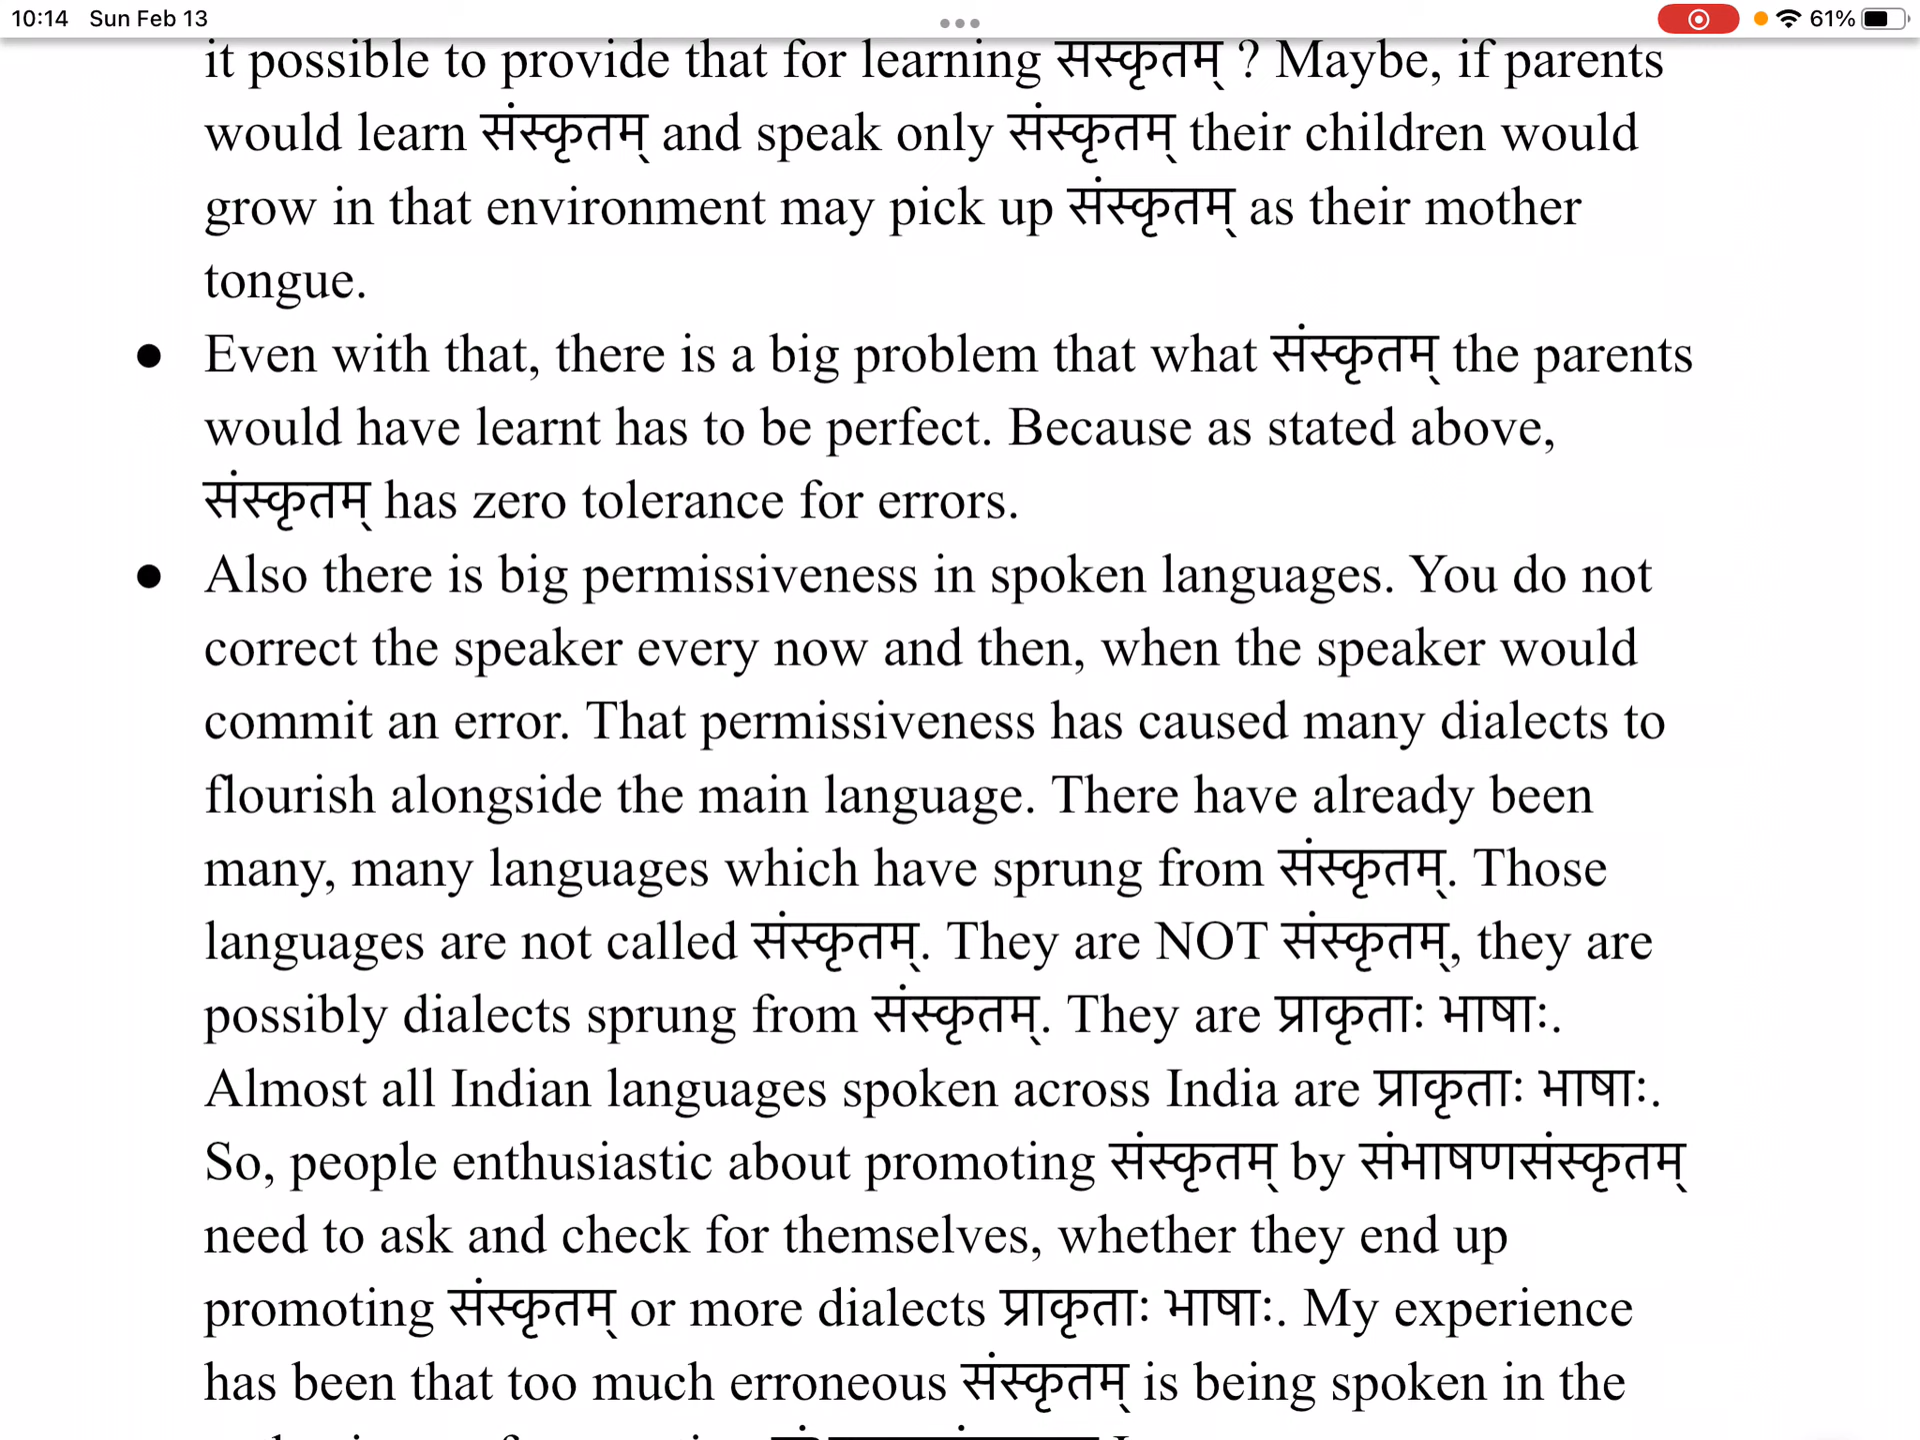 10:14 Sun Feb 13 61%
it possible to provide that for learning संस्कृतम् ? Maybe, if parents
would learn संस्कृतम् and speak only संस्कृतम् their children would
grow in that environment may pick up संस्कृतम् as their mother
tongue.
● Even with that, there is a big problem that what संस्कृतम् the parents
would have learnt has to be perfect. Because as stated above,
संस्कृतम् has zero tolerance for errors.
● Also there is big permissiveness in spoken languages. You do not
correct the speaker every now and then, when the speaker would
commit an error. That permissiveness has caused many dialects to
flourish alongside the main language. There have already been
many, many languages which have sprung from संस्कृतम्. Those
languages are not called संस्कृतम्. They are NOT संस्कृतम्, they are
possibly dialects sprung from संस्कृतम्. They are प्राकृताः भाषाः.
Almost all Indian languages spoken across India are प्राकृताः भाषाः.
So, people enthusiastic about promoting संस्कृतम् by संभाषणसंस्कृतम्
need to ask and check for themselves, whether they end up
promoting संस्कृतम् or more dialects प्राकृताः भाषाः. My experience
has been that too much erroneous संस्कृतम् is being spoken in the